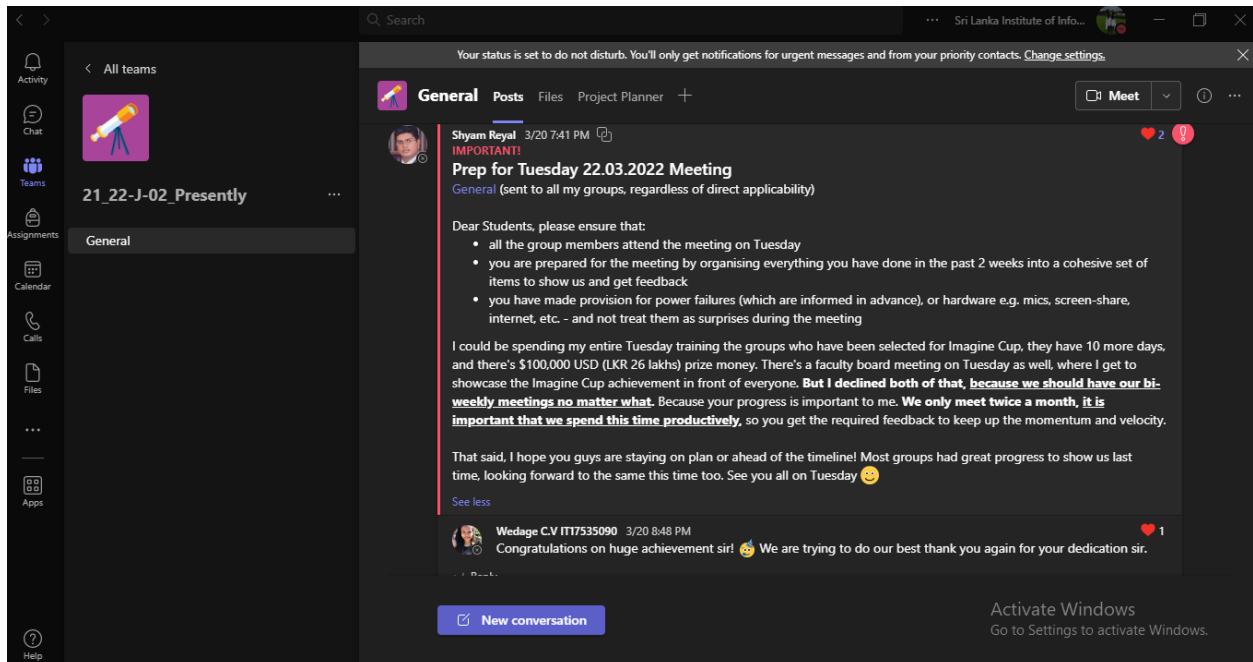 Search
Sri Lanka Institute of Info...
Your status is set to do not disturb. You'll only get notifications for urgent messages and from your priority contacts. Change settings.
Activity
Chat
Teams
Assignments
Calendar
Calls
Files
Apps
Help
All teams
21_22-J-02_Presently
General
General Posts Files Project Planner
Meet
Shyam Reyal 3/20 7:41 PM
2
IMPORTANT!
Prep for Tuesday 22.03.2022 Meeting
General (sent to all my groups, regardless of direct applicability)
Dear Students, please ensure that:
• all the group members attend the meeting on Tuesday
• you are prepared for the meeting by organising everything you have done in the past 2 weeks into a cohesive set of
items to show us and get feedback
• you have made provision for power failures (which are informed in advance), or hardware e.g. mics, screen-share,
internet, etc. - and not treat them as surprises during the meeting
I could be spending my entire Tuesday training the groups who have been selected for Imagine Cup, they have 10 more days,
and there's $100,000 USD (LKR 26 lakhs) prize money. There's a faculty board meeting on Tuesday as well, where I get to
showcase the Imagine Cup achievement in front of everyone. But I declined both of that, because we should have our bi-
weekly meetings no matter what. Because your progress is important to me. We only meet twice a month, it is
important that we spend this time productively, so you get the required feedback to keep up the momentum and velocity.
That said, I hope you guys are staying on plan or ahead of the timeline! Most groups had great progress to show us last
time, looking forward to the same this time too. See you all on Tuesday 🙂
See less
Wedage C.V IT17535090 3/20 8:48 PM
1
Congratulations on huge achievement sir! 🥳 We are trying to do our best thank you again for your dedication sir.
Reply
New conversation
Activate Windows
Go to Settings to activate Windows.